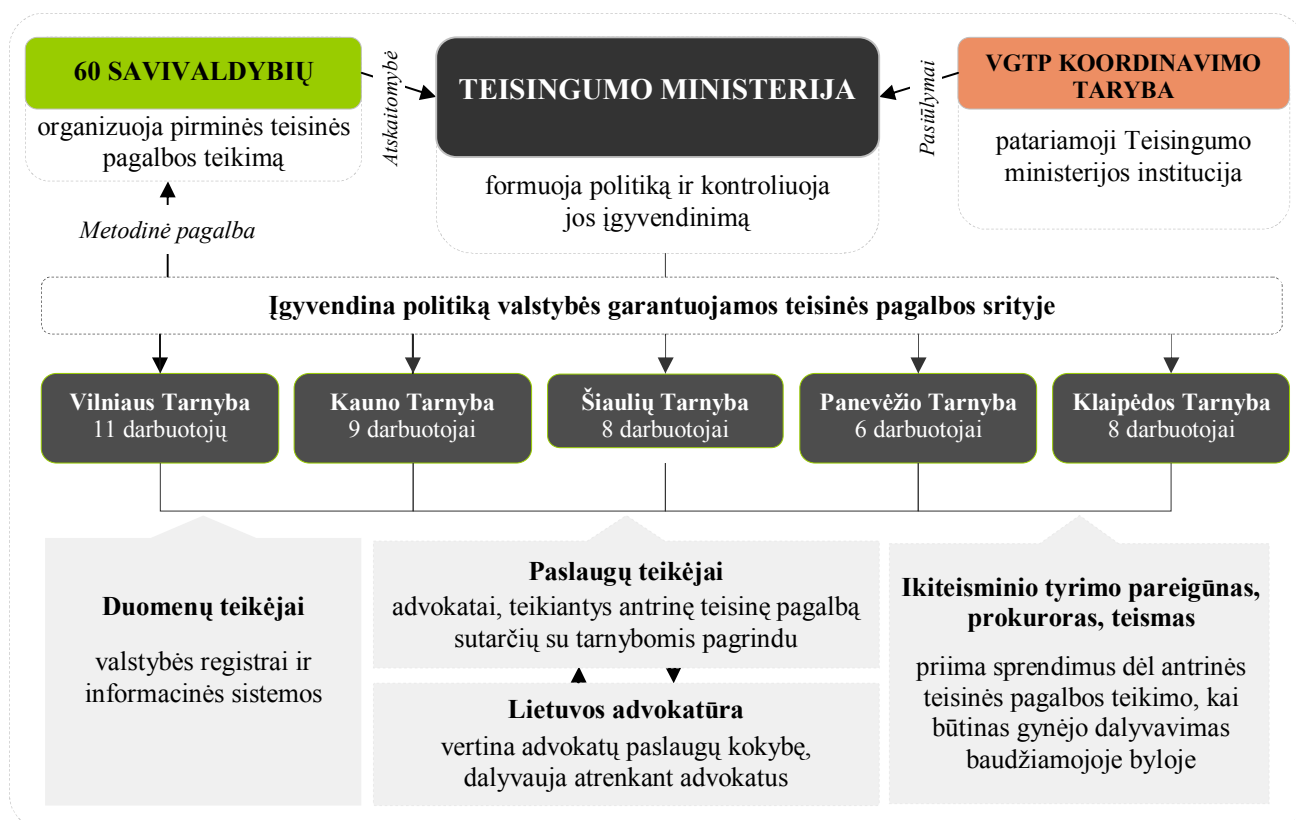 60 SAVIVALDYBIŲ
organizuoja pirminės teisinės
pagalbos teikimą
Atskaitomybė
TEISINGUMO MINISTERIJA
formuoja politiką ir kontroliuoja
jos įgyvendinimą
Pasiūlymai
VGTP KOORDINAVIMO
TARYBA
patariamoji Teisingumo
ministerijos institucija
Metodinė pagalba
Įgyvendina politiką valstybės garantuojamos teisinės pagalbos srityje
Vilniaus Tarnyba
11 darbuotojų
Kauno Tarnyba
9 darbuotojai
Šiaulių Tarnyba
8 darbuotojai
Panevėžio Tarnyba
6 darbuotojai
Klaipėdos Tarnyba
8 darbuotojai
Duomenų teikėjai
valstybės registrai ir
informacinės sistemos
Paslaugų teikėjai
advokatai, teikiantys antrinę teisinę pagalbą
sutarčių su tarnybomis pagrindu
Lietuvos advokatūra
vertina advokatų paslaugų kokybę,
dalyvauja atrenkant advokatus
Ikiteisminio tyrimo pareigūnas,
prokuroras, teismas
priima sprendimus dėl antrinės
teisinės pagalbos teikimo, kai
būtinas gynėjo dalyvavimas
baudžiamojoje byloje